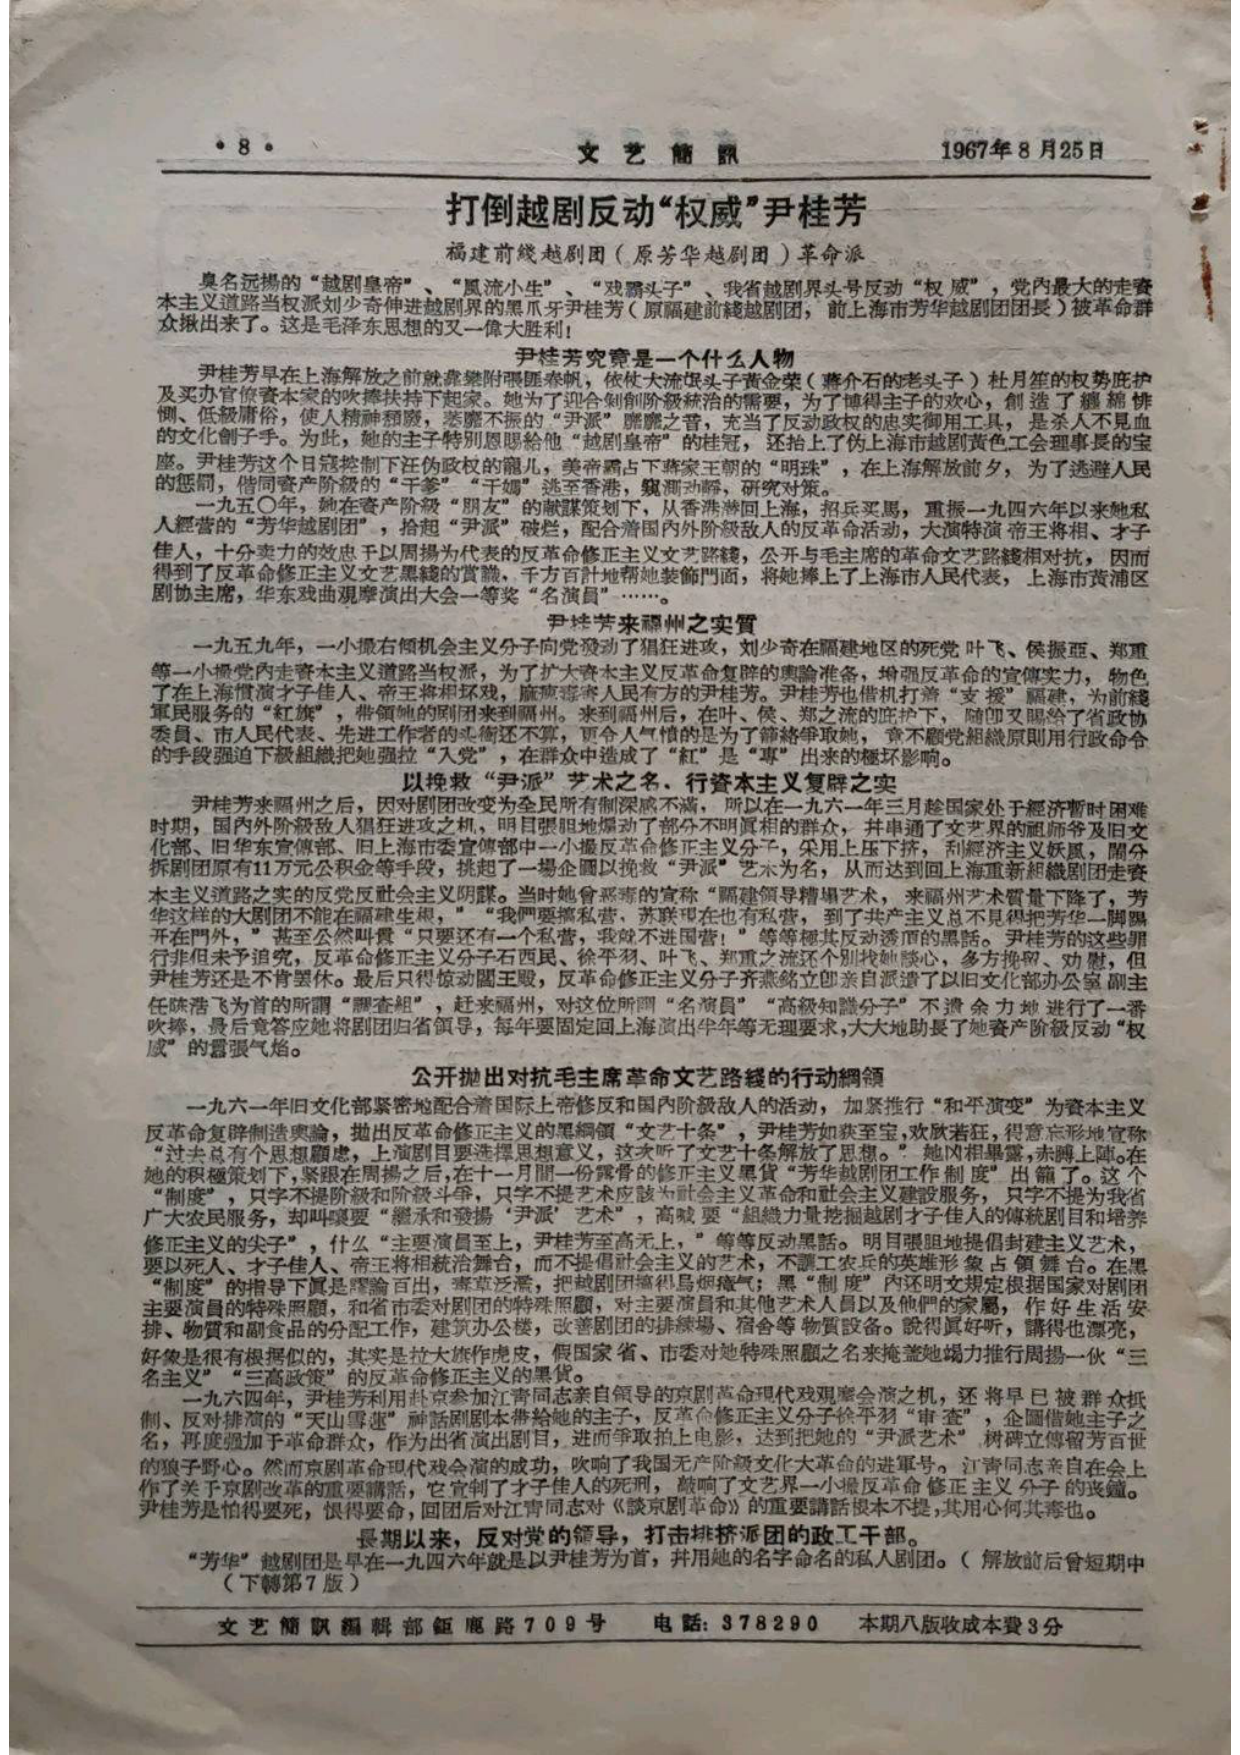 •8•
文艺簡訊
1967年8月25日
打倒越剧反动“权威”尹桂芳
福建前綫越剧团（原芳华越剧团）革命派
臭名远揚的“越剧皇帝”、“風流小生”、“戏霸头子”、我省越剧界头号反动“权威”，党內最大的走資
本主义道路当权派刘少奇伸进越剧界的黑爪牙尹桂芳（原福建前綫越剧团，前上海市芳华越剧团团長）被革命群
众揪出来了。这是毛泽东思想的又一偉大胜利！
尹桂芳究竟是一个什么人物
尹桂芳早在上海解放之前就靠攀附張匪春帆，依仗大流氓头子黃金荣（蔣介石的老头子）杜月笙的权势庇护
及买办官僚資本家的吹捧扶持下起家。她为了迎合剝削阶級統治的需要，为了博得主子的欢心，創造了纏綿悱
惻、低級庸俗，使人精神頹廢，萎靡不振的“尹派”靡靡之音，充当了反动政权的忠实御用工具，是杀人不見血
的文化劊子手。为此，她的主子特別恩賜給他“越剧皇帝”的桂冠，还抬上了伪上海市越剧黃色工会理事長的宝
座。尹桂芳这个日寇控制下汪伪政权的寵儿，美帝霸占下蔣家王朝的“明珠”，在上海解放前夕，为了逃避人民
的惩罰，偕同資产阶級的“干爹”“干媽”逃至香港，窺測动靜，研究对策。
一九五〇年，她在資产阶級“朋友”的献謀策划下，从香港潛回上海，招兵买馬，重振一九四六年以来她私
人經营的“芳华越剧团”，拾起“尹派”破烂，配合着国內外阶級敌人的反革命活动，大演特演帝王将相、才子
佳人，十分卖力的效忠于以周揚为代表的反革命修正主义文艺路綫，公开与毛主席的革命文艺路綫相对抗，因而
得到了反革命修正主义文艺黑綫的賞識，千方百計地帮她装飾門面，将她捧上了上海市人民代表，上海市黃浦区
剧协主席，华东戏曲观摩演出大会一等奖“名演員”……。
尹桂芳来福州之实質
一九五九年，一小撮右傾机会主义分子向党發动了猖狂进攻，刘少奇在福建地区的死党叶飞、侯振亚、郑重
等一小撮党內走資本主义道路当权派，为了扩大資本主义反革命复辟的輿論准备，增强反革命的宣傳实力，物色
了在上海慣演才子佳人、帝王将相坏戏，麻痹毒害人民有方的尹桂芳。尹桂芳也借机打着“支援”福建，为前綫
軍民服务的“紅旗”，带領她的剧团来到福州。来到福州后，在叶、侯、郑之流的庇护下，随卽又賜給了省政协
委員、市人民代表、先进工作者的头銜还不算，更令人气憤的是为了籠絡爭取她，竟不顧党組織原則用行政命令
的手段强迫下級組織把她强拉“入党”，在群众中造成了“紅”是“專”出来的极坏影响。
以挽救“尹派”艺术之名、行資本主义复辟之实
尹桂芳来福州之后，因对剧团改变为全民所有制深感不滿，所以在一九六一年三月趁国家处于經济暫时困难
时期，国內外阶級敌人猖狂进攻之机，明目張胆地煽动了部分不明眞相的群众，幷串通了文艺界的祖师爷及旧文
化部、旧华东宣傳部、旧上海市委宣傳部中一小撮反革命修正主义分子，采用上压下挤，刮經济主义妖風，閙分
拆剧团原有11万元公积金等手段，挑起了一場企圖以挽救“尹派”艺术为名，从而达到回上海重新組織剧团走資
本主义道路之实的反党反社会主义阴謀。当时她曾恶毒的宣称“福建領导糟塌艺术，来福州艺术質量下降了，芳
华这样的大剧团不能在福建生根，”“我們要搞私营，苏联現在也有私营，到了共产主义总不見得把芳华一脚踢
开在門外，”甚至公然叫囂“只要还有一个私营，我就不进国营！”等等極其反动透頂的黑話。尹桂芳的这些罪
行非但未予追究，反革命修正主义分子石西民、徐平羽、叶飞、郑重之流还个別找她談心，多方挽留、劝慰，但
尹桂芳还是不肯罢休。最后只得惊动閻王殿，反革命修正主义分子齐燕銘立卽亲自派遣了以旧文化部办公室副主
任陈浩飞为首的所謂“調查組”，赶来福州，对这位所謂“名演員”“高級知識分子”不遺余力地进行了一番
吹捧，最后竟答应她将剧团归省領导，每年要固定回上海演出半年等无理要求，大大地助長了她資产阶級反动“权
威”的囂張气焰。
公开抛出对抗毛主席革命文艺路綫的行动綱領
一九六一年旧文化部緊密地配合着国际上帝修反和国內阶級敌人的活动，加緊推行“和平演变”为資本主义
反革命复辟制造輿論，拋出反革命修正主义的黑綱領“文艺十条”，尹桂芳如获至宝，欢欣若狂，得意忘形地宣称
“过去总有个思想顧虑，上演剧目要选擇思想意义，这次听了文艺十条解放了思想。”她凶相暴露，赤膊上陣。在
她的积極策划下，緊跟在周揚之后，在十一月間一份露骨的修正主义黑貨“芳华越剧团工作制度”出籠了。这个
“制度”，只字不提阶級和阶級斗爭，只字不提艺术应該为社会主义革命和社会主义建設服务，只字不提为我省
广大农民服务，却叫嚷要“繼承和發揚‘尹派’艺术”，高喊要“組織力量挖掘越剧才子佳人的傳統剧目和培养
修正主义的尖子”，什么“主要演員至上，尹桂芳至高无上，”等等反动黑話。明目張胆地提倡封建主义艺术，
要以死人、才子佳人、帝王将相統治舞台，而不提倡社会主义的艺术，不讓工农兵的英雄形象占領舞台。在黑
“制度”的指导下眞是謬論百出，毒草泛濫，把越剧团搞得烏烟瘴气；黑“制度”內还明文規定根据国家对剧团
主要演員的特殊照顧，和省市委对剧团的特殊照顧，对主要演員和其他艺术人員以及他們的家屬，作好生活安
排、物質和副食品的分配工作，建筑办公楼，改善剧团的排練場、宿舍等物質設备。說得眞好听，講得也漂亮，
好象是很有根据似的，其实是拉大旗作虎皮，假国家省、市委对她特殊照顧之名来掩盖她竭力推行周揚一伙“三
名主义”“三高政策”的反革命修正主义的黑貨。
一九六四年，尹桂芳利用赴京参加江青同志亲自領导的京剧革命現代戏观摩会演之机，还将早已被群众抵
制、反对排演的“天山雪蓮”神話剧剧本带給她的主子，反革命修正主义分子徐平羽“审查”，企圖借她主子之
名，再度强加于革命群众，作为出省演出剧目，进而爭取拍上电影，达到把她的“尹派艺术”树碑立傳留芳百世
的狼子野心。然而京剧革命現代戏会演的成功，吹响了我国无产阶級文化大革命的进軍号。江青同志亲自在会上
作了关于京剧改革的重要講話，它宣判了才子佳人的死刑，敲响了文艺界一小撮反革命修正主义分子的丧鐘。
尹桂芳是怕得要死，恨得要命，回团后对江青同志对《談京剧革命》的重要講話根本不提，其用心何其毒也。
長期以来，反对党的領导，打击排挤派团的政工干部。
“芳华”越剧团是早在一九四六年就是以尹桂芳为首，幷用她的名字命名的私人剧团。（解放前后曾短期中
（下轉第7版）
文艺簡訊編輯部鉅鹿路709号　电話：378290　本期八版收成本費3分